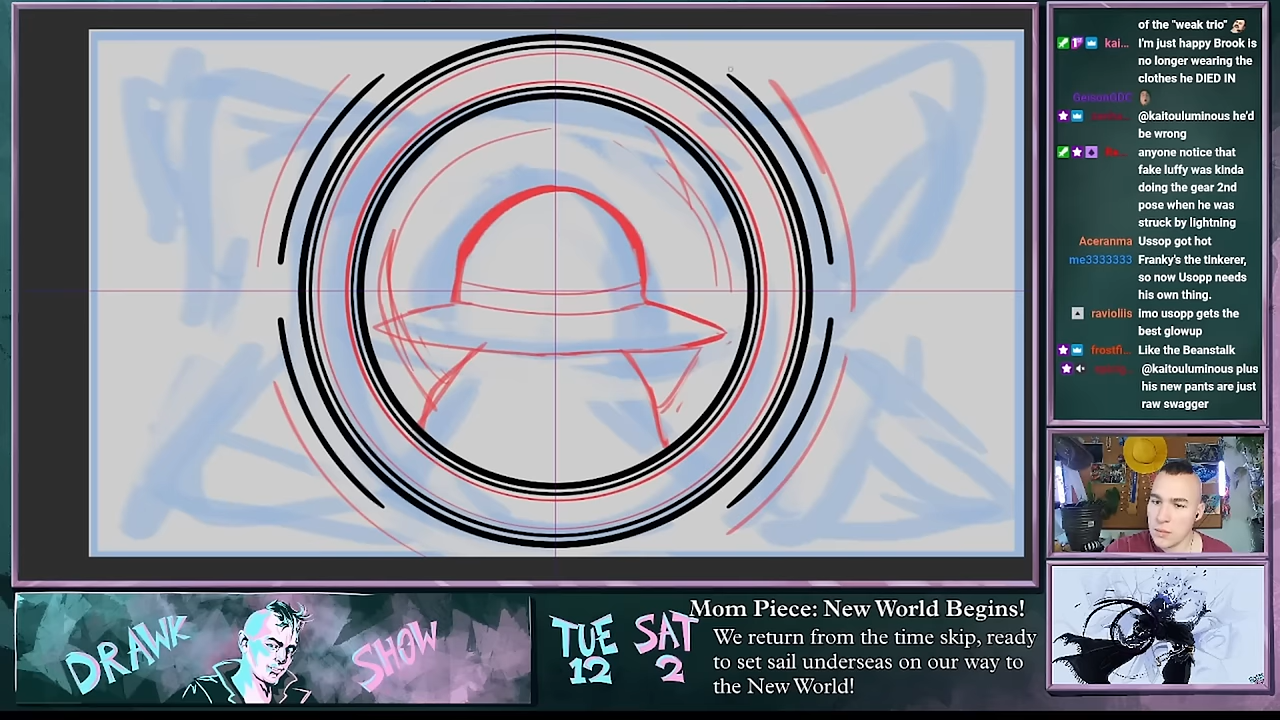 of the "weak trio"
kai... I'm just happy Brook is
no longer wearing the
clothes he DIED IN
GeisonGDC
@kaitouluminous he'd
be wrong
anyone notice that
fake luffy was kinda
doing the gear 2nd
pose when he was
struck by lightning
Aceranma Ussop got hot
me3333333 Franky's the tinkerer,
so now Usopp needs
his own thing.
ravioliis Imo usopp gets the
best glowup
frostfi... Like the Beanstalk
@kaitouluminous plus
his new pants are just
raw swagger
DRAWK
SHOW
TUE
12
SAT
2
Mom Piece: New World Begins!
We return from the time skip, ready
to set sail underseas on our way to
the New World!